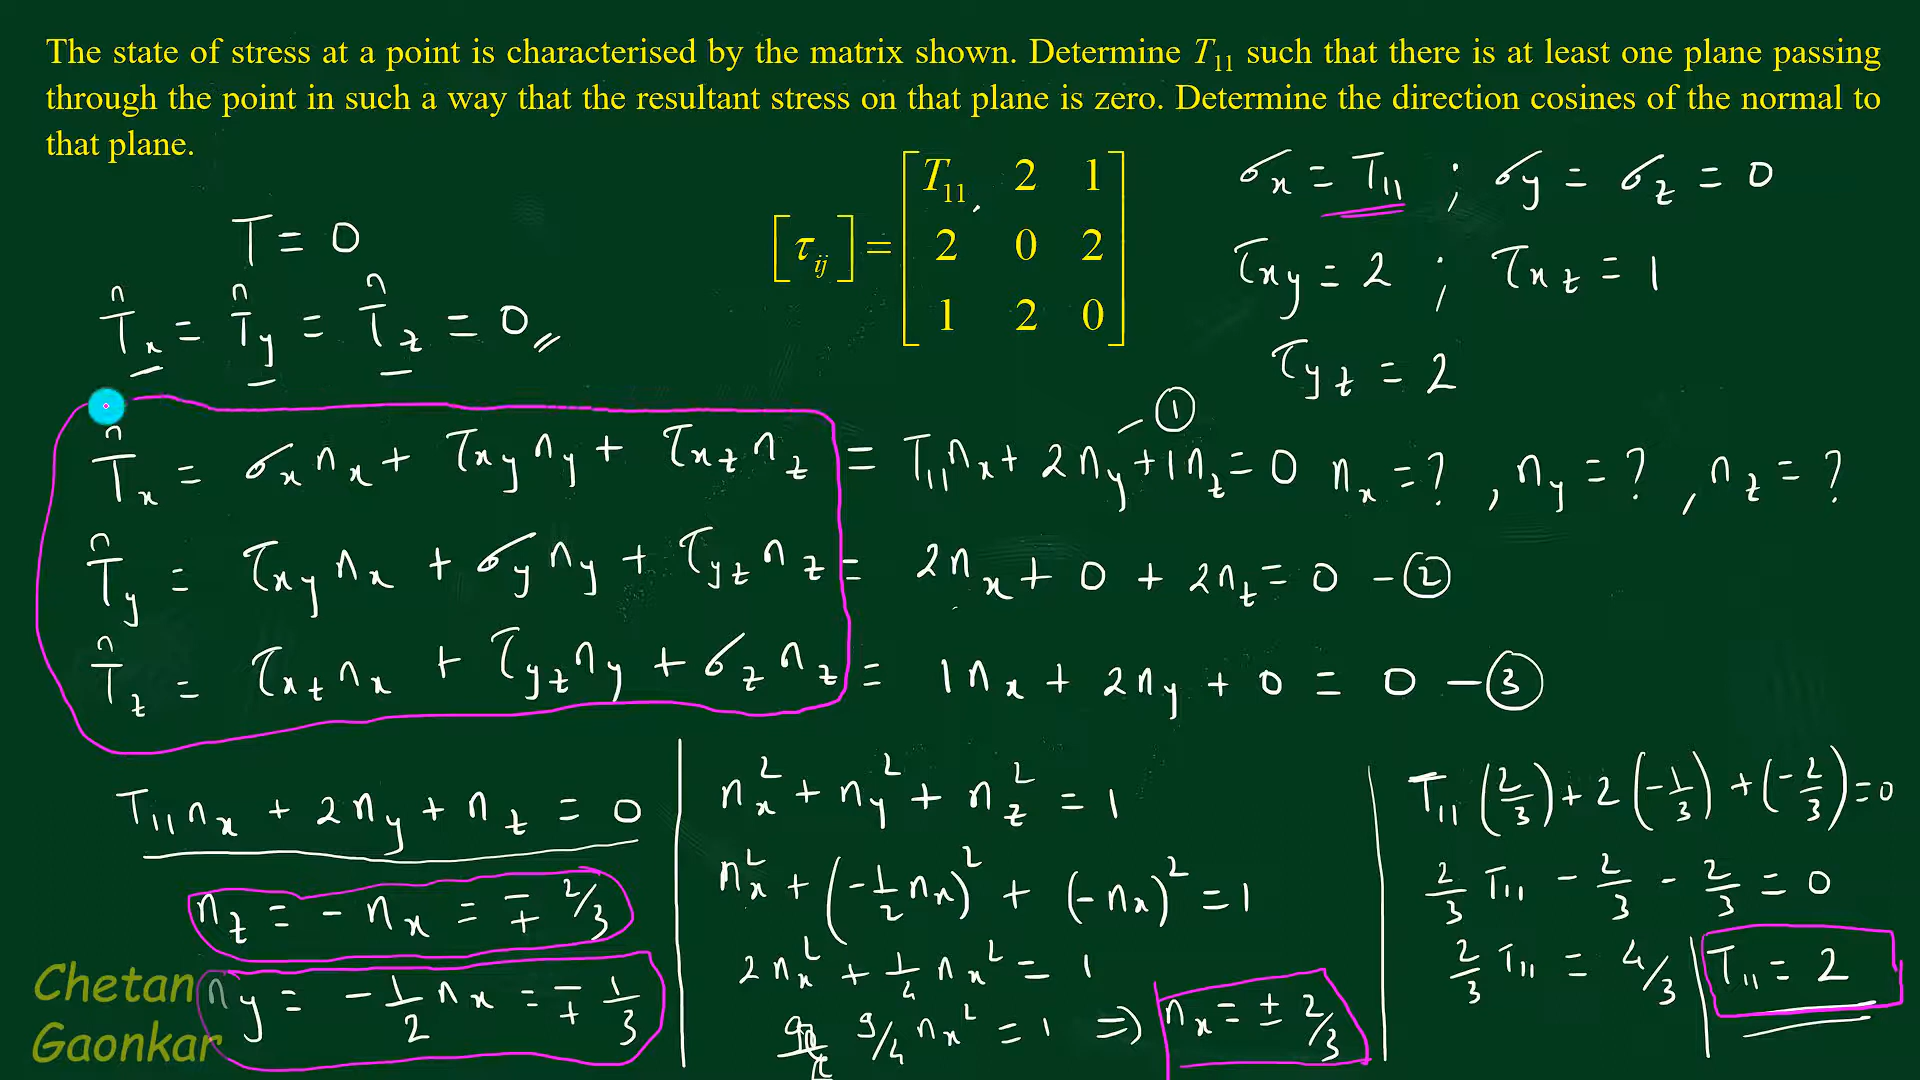 The state of stress at a point is characterised by the matrix shown. Determine T₁₁ such that there is at least one plane passing
through the point in such a way that the resultant stress on that plane is zero. Determine the direction cosines of the normal to
that plane.
[τij] = [T₁₁ 2 1
2 0 2
1 2 0]
σx = T₁₁ ; σy = σz = 0
τxy = 2 ; τxz = 1
τyz = 2
T = 0
ⁿTx = ⁿTy = ⁿTz = 0
ⁿTx = σx nx + τxy ny + τxz nz = T₁₁nx + 2ny + 1nz = 0 – ① nx = ? , ny = ? , nz = ?
ⁿTy = τxy nx + σy ny + τyz nz = 2nx + 0 + 2nz = 0 – ②
ⁿTz = τxz nx + τyz ny + σz nz = 1nx + 2ny + 0 = 0 – ③
T₁₁nx + 2ny + nz = 0
nz = – nx = ∓ 2/3
ny = – 1/2 nx = ∓ 1/3
nx² + ny² + nz² = 1
nx² + (– 1/2 nx)² + (– nx)² = 1
2nx² + 1/4 nx² = 1
9/4 nx² = 1 ⇒ nx = ± 2/3
T₁₁ (2/3) + 2 (– 1/3) + (– 2/3) = 0
2/3 T₁₁ – 2/3 – 2/3 = 0
2/3 T₁₁ = 4/3
T₁₁ = 2
Chetan
Gaonkar